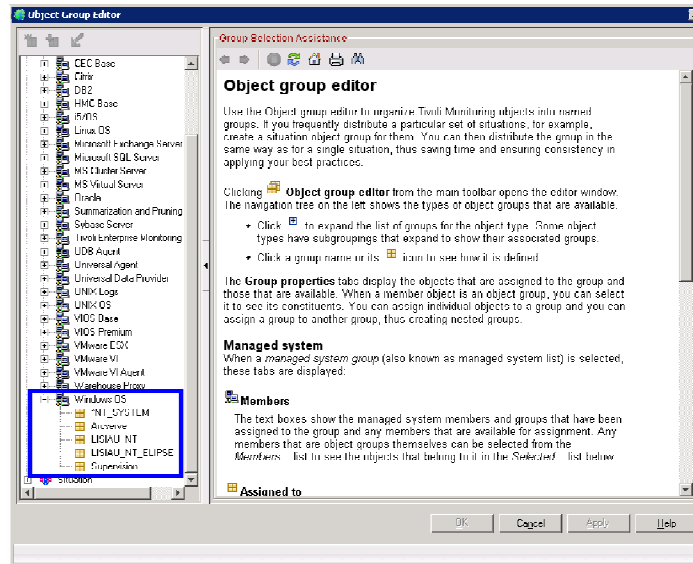 Object Group Editor
CEC Base
Citrix
DB2
HMC Base
i5/OS
Linux OS
Microsoft Exchange Server
Microsoft SQL Server
MS Cluster Server
MS Virtual Server
Oracle
Summarization and Pruning
Sybase Server
Tivoli Enterprise Monitoring
UDB Agent
Universal Agent
Universal Data Provider
UNIX Logs
UNIX OS
VIOS Base
VIOS Premium
VMware ESX
VMware VI
VMware VI Agent
Warehouse Proxy
Windows OS
*NT_SYSTEM
Arcserve
LISIAU_NT
LISIAU_NT_ELIPSE
Supervision
Situation
Group Selection Assistance
Object group editor
Use the Object group editor to organize Tivoli Monitoring objects into named
groups. If you frequently distribute a particular set of situations, for example,
create a situation object group for them. You can then distribute the group in the
same way as for a single situation, thus saving time and ensuring consistency in
applying your best practices.
Clicking Object group editor from the main toolbar opens the editor window.
The navigation tree on the left shows the types of object groups that are available.
• Click to expand the list of groups for the object type. Some object
types have subgroupings that expand to show their associated groups.
• Click a group name or its icon to see how it is defined
The Group properties tabs display the objects that are assigned to the group and
those that are available. When a member object is an object group, you can select
it to see its constituents. You can assign individual objects to a group and you can
assign a group to another group, thus creating nested groups.
Managed system
When a managed system group (also known as managed system list) is selected,
these tabs are displayed:
Members
The text boxes show the managed system members and groups that have been
assigned to the group and any members that are available for assignment. Any
members that are object groups themselves can be selected from the
Members list to see the objects that belong to it in the Selected list below
Assigned to
OK Cancel Apply Help